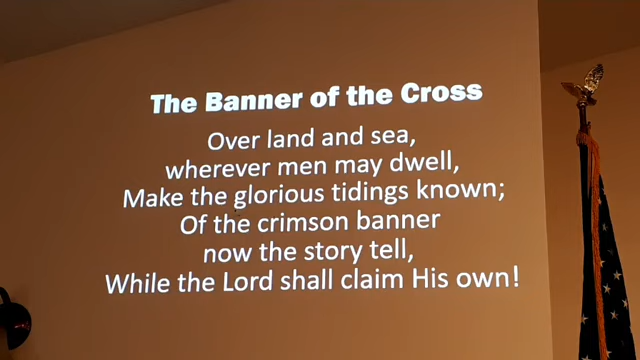 The Banner of the Cross
Over land and sea,
wherever men may dwell,
Make the glorious tidings known;
Of the crimson banner
now the story tell,
While the Lord shall claim His own!